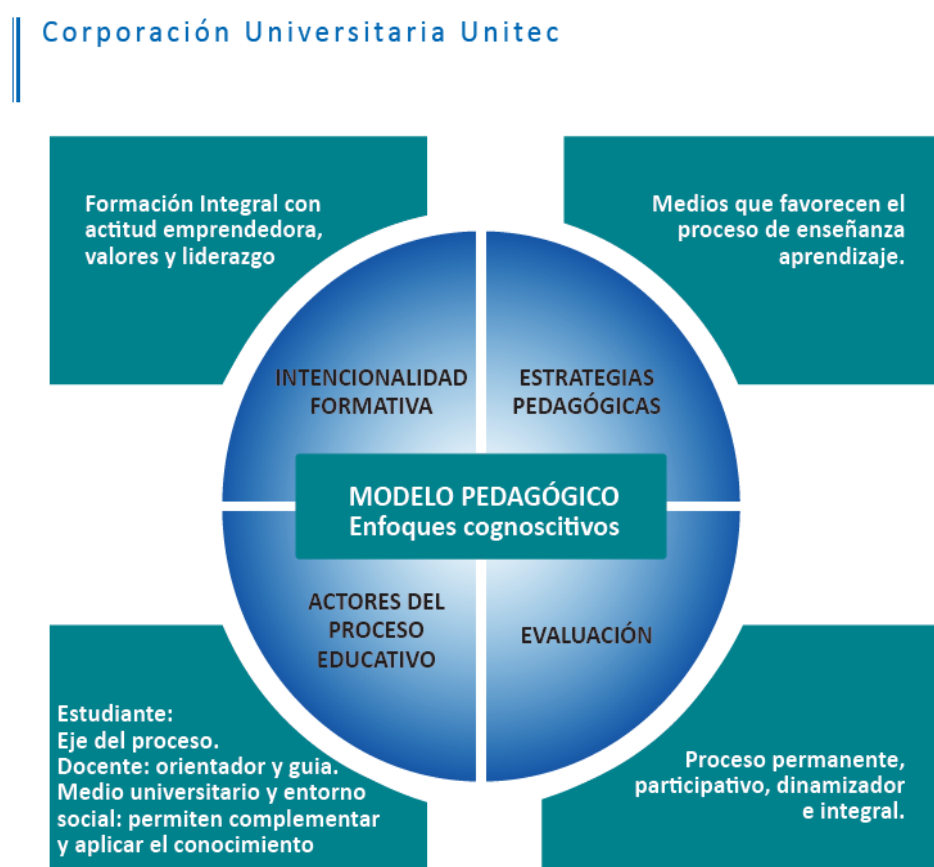 Corporación Universitaria Unitec
Formación Integral con
actitud emprendedora,
valores y liderazgo
Medios que favorecen el
proceso de enseñanza
aprendizaje.
INTENCIONALIDAD
FORMATIVA
ESTRATEGIAS
PEDAGÓGICAS
MODELO PEDAGÓGICO
Enfoques cognoscitivos
ACTORES DEL
PROCESO
EDUCATIVO
EVALUACIÓN
Estudiante:
Eje del proceso.
Docente: orientador y guia.
Medio universitario y entorno
social: permiten complementar
y aplicar el conocimiento
Proceso permanente,
participativo, dinamizador
e integral.